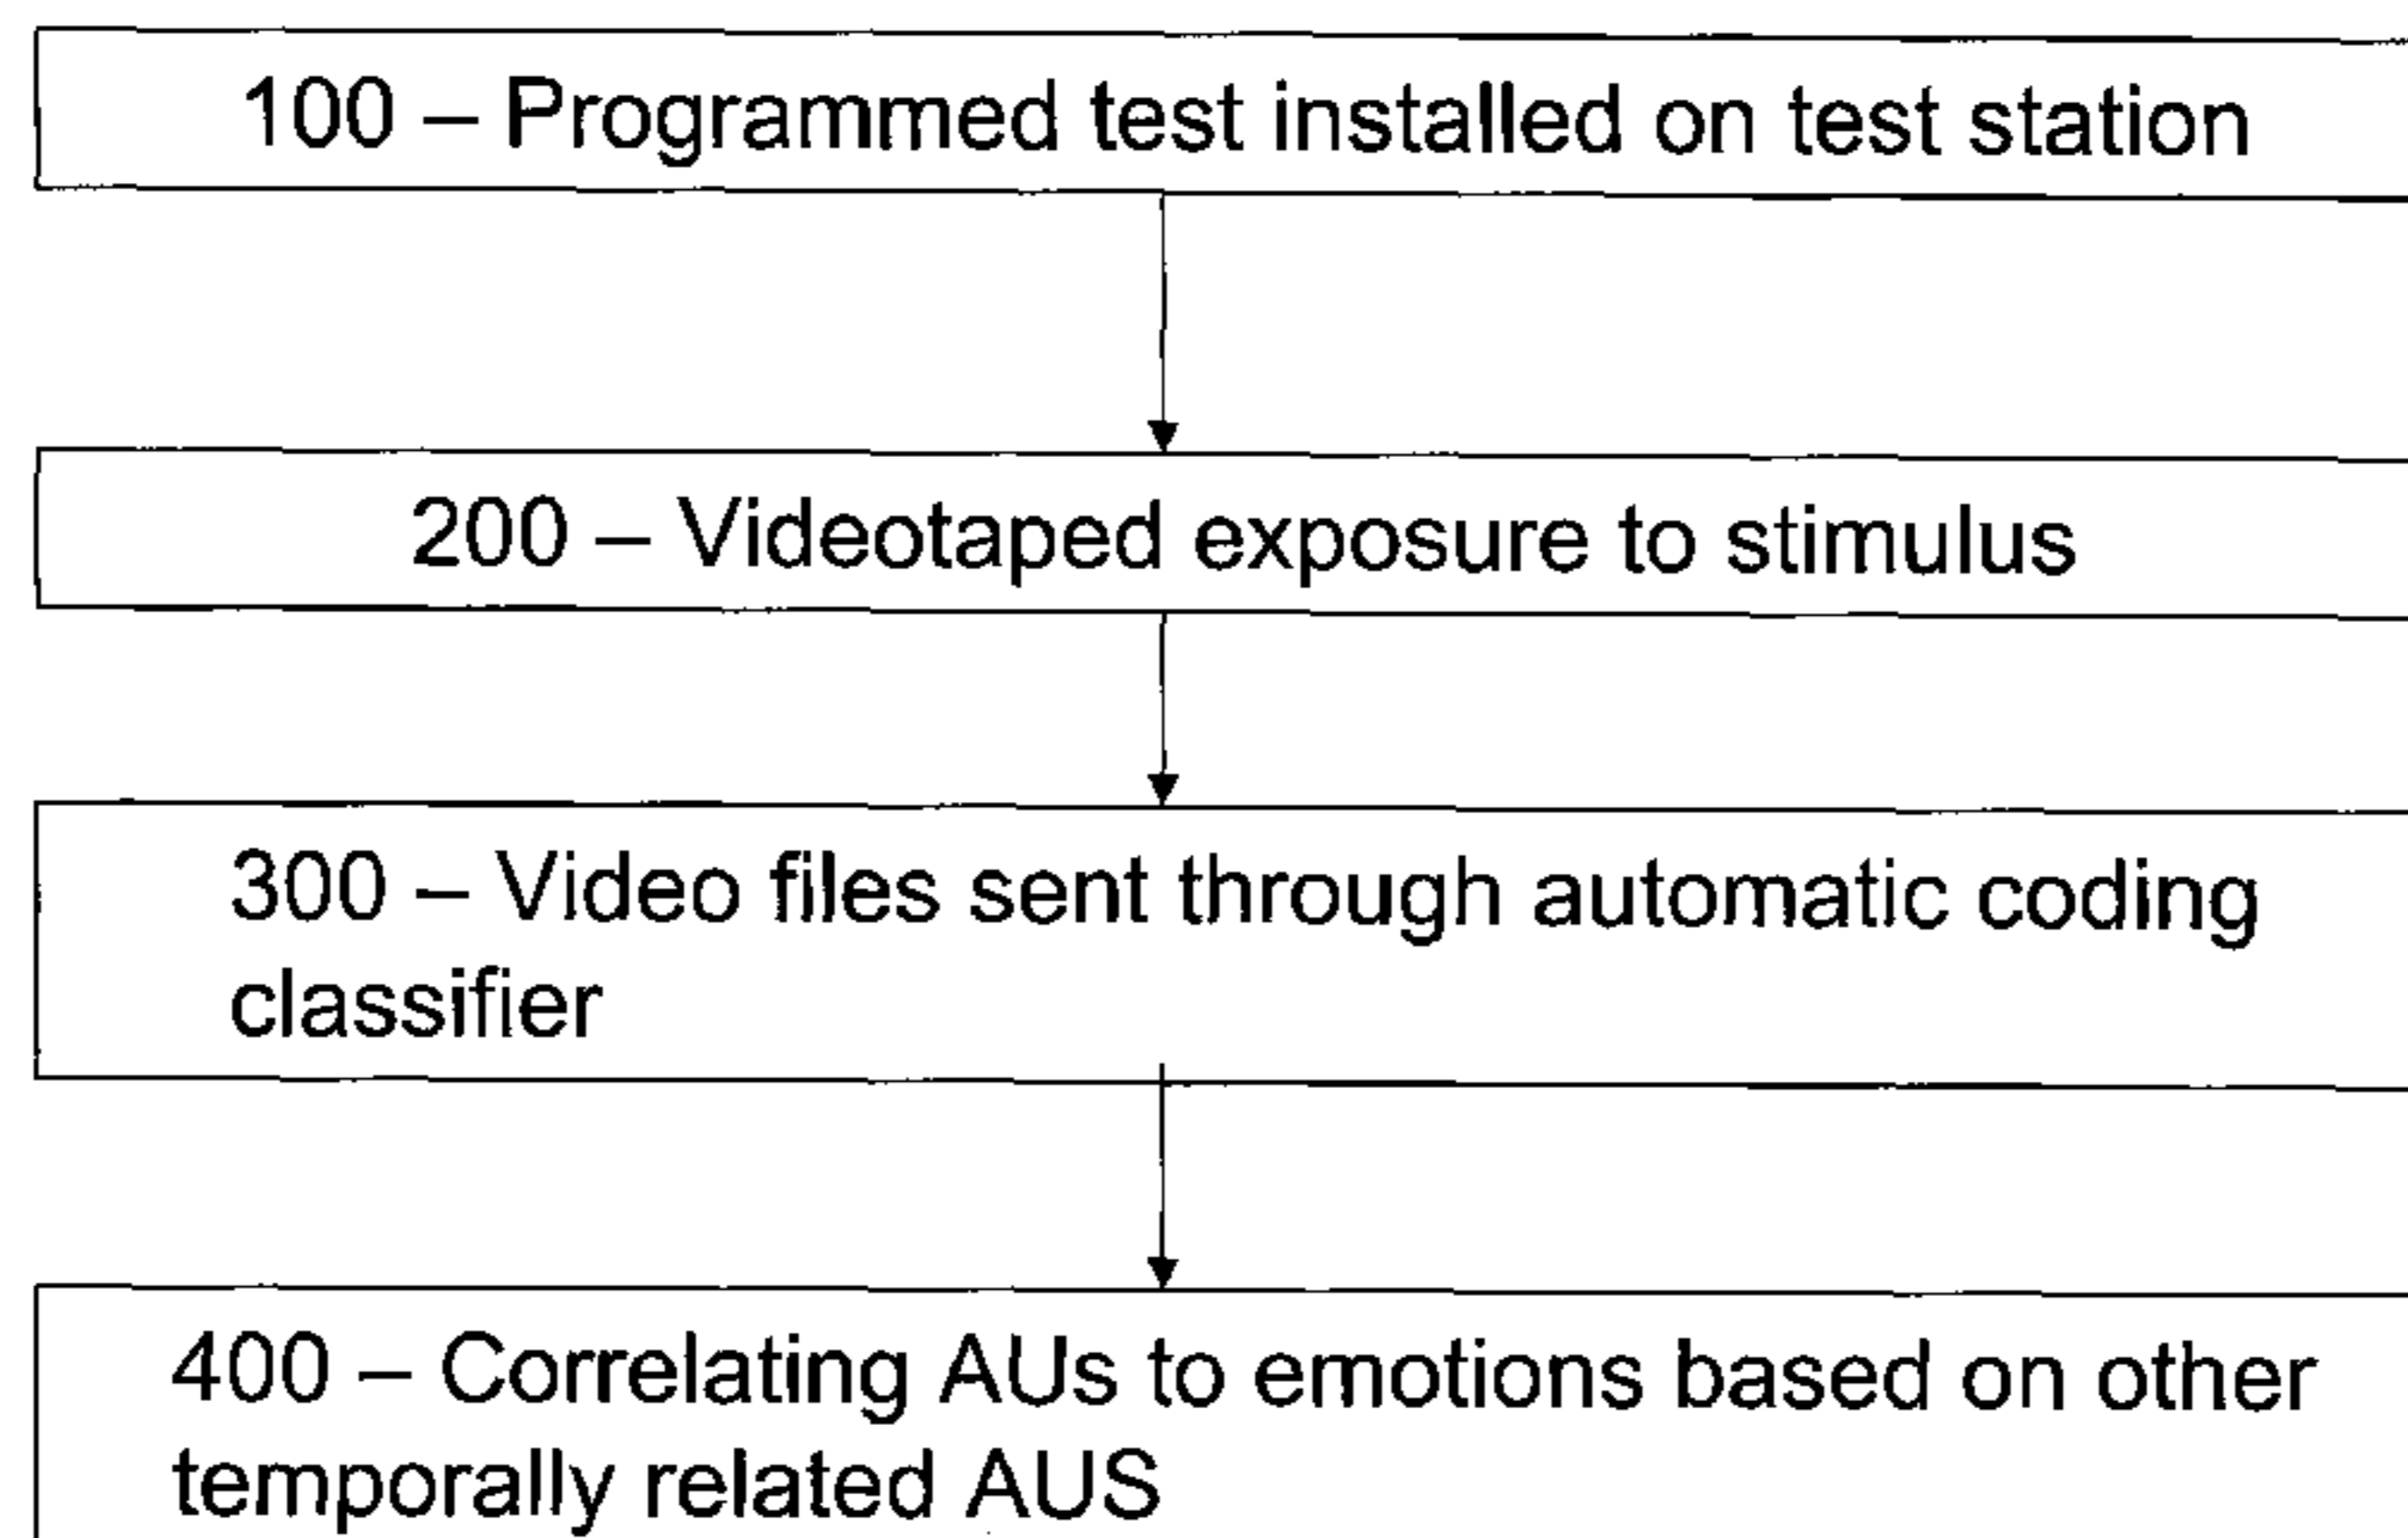 100 – Programmed test installed on test station
200 – Videotaped exposure to stimulus
300 – Video files sent through automatic coding
classifier
400 – Correlating AUs to emotions based on other
temporally related AUS